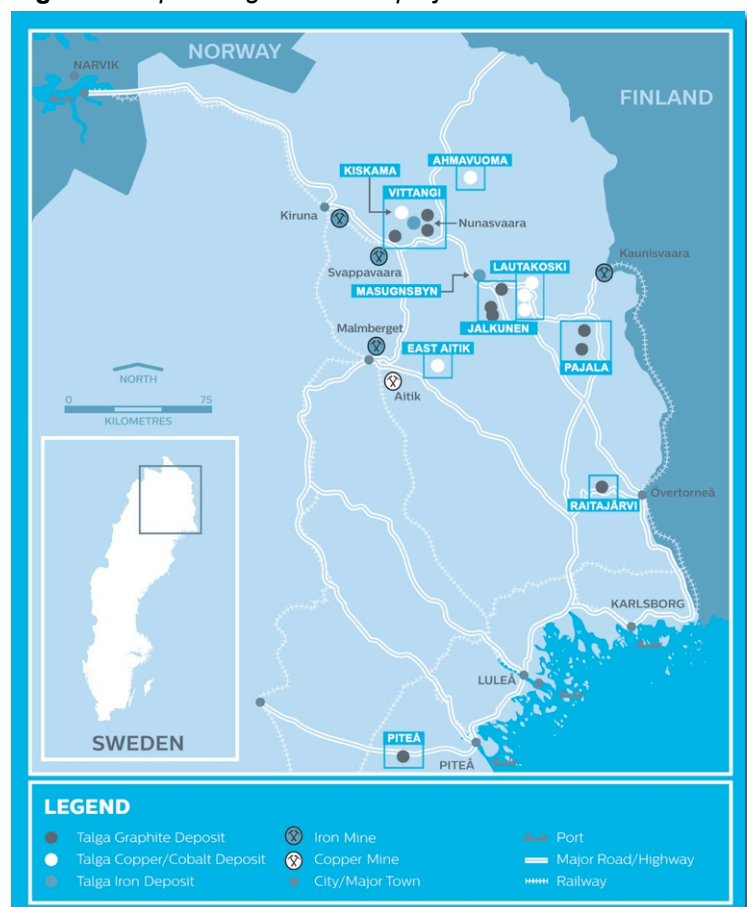 NORWAY
NARVIK
FINLAND
AHMAVUOMA
KISKAMA
VITTANGI
Kiruna
Nunasvaara
Kaunisvaara
Svappavaara
LAUTAKOSKI
MASUGNSBYN
Malmberget
JALKUNEN
EAST AITIK
PAJALA
NORTH
Aitik
0 75
KILOMETRES
Overtorneå
RAITAJÄRVI
KARLSBORG
LULEÅ
SWEDEN
PITEÅ
PITEÅ
LEGEND
Talga Graphite Deposit
Iron Mine
Port
Talga Copper/Cobalt Deposit
Copper Mine
Major Road/Highway
Talga Iron Deposit
City/Major Town
Railway